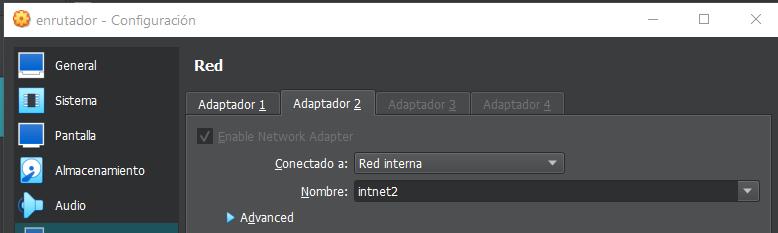 enrutador - Configuración
General
Sistema
Pantalla
Almacenamiento
Audio
Red
Adaptador 1 Adaptador 2 Adaptador 3 Adaptador 4
Enable Network Adapter
Conectado a: Red interna
Nombre: intnet2
Advanced